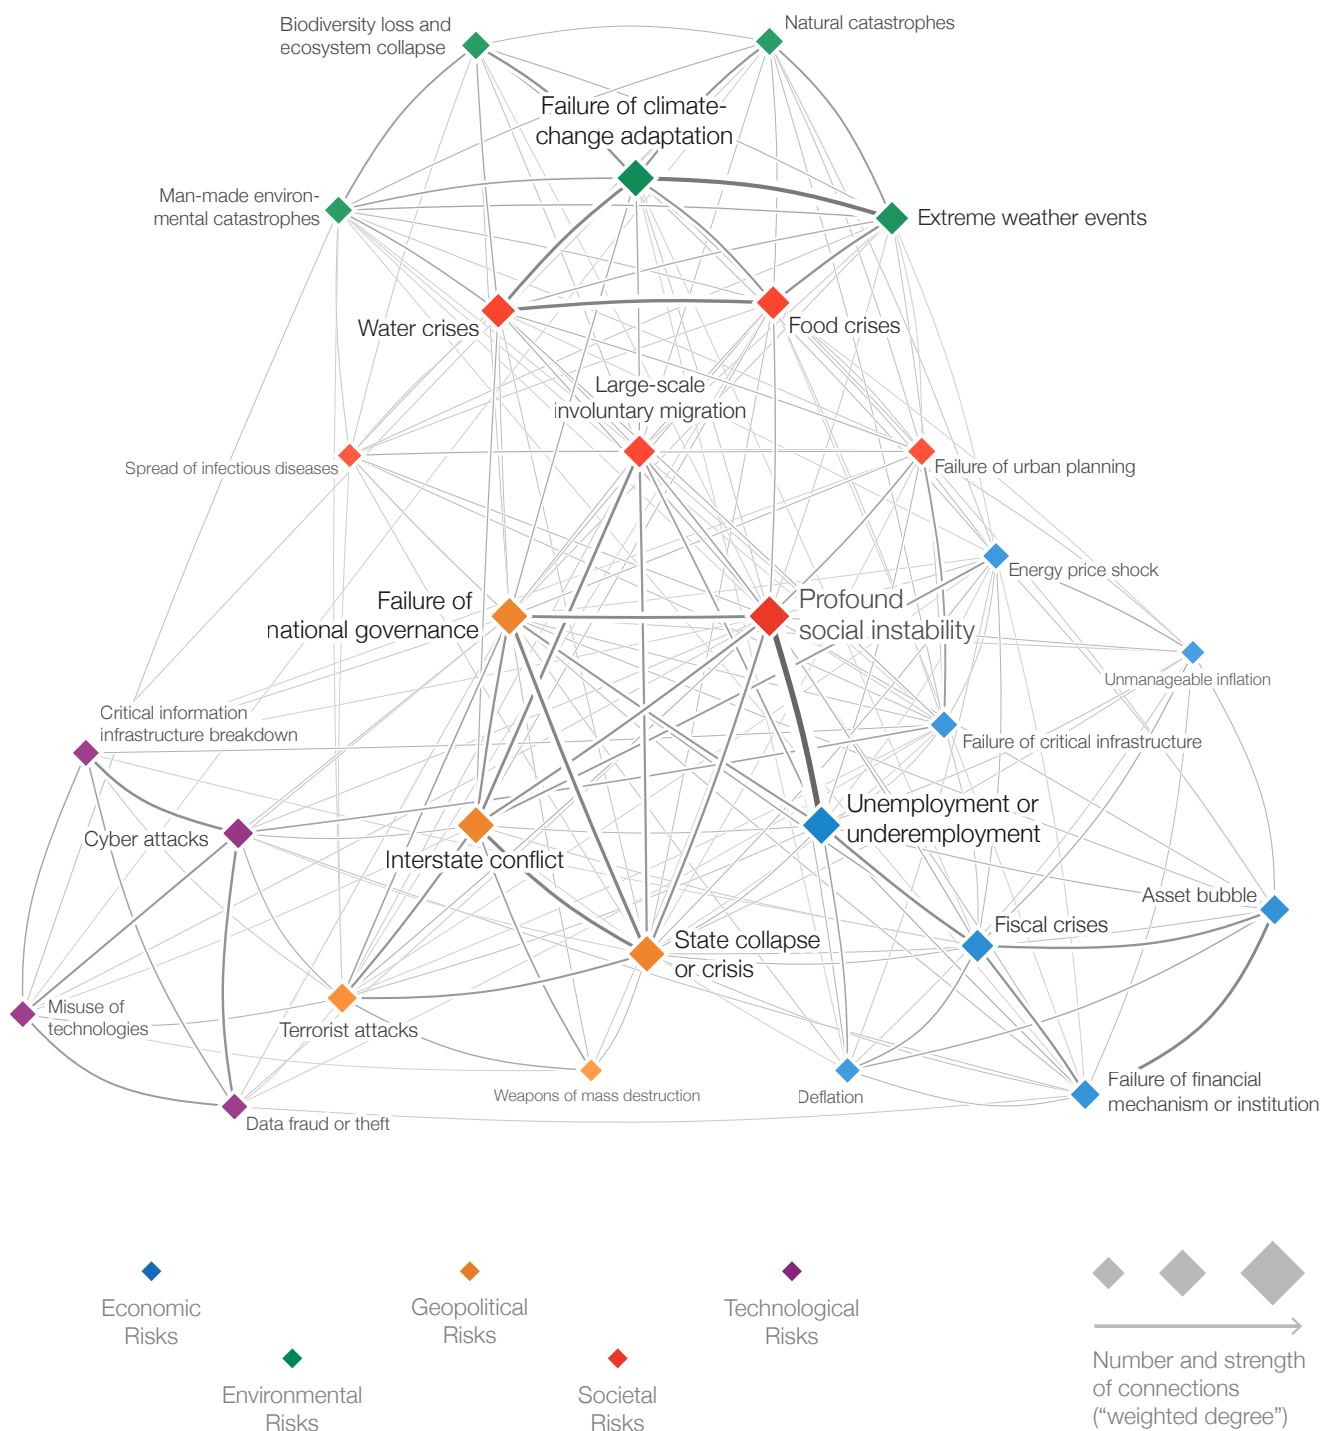 Biodiversity loss and
ecosystem collapse
Natural catastrophes
Failure of climate-
change adaptation
Man-made environ-
mental catastrophes
Extreme weather events
Water crises
Food crises
Large-scale
involuntary migration
Spread of infectious diseases
Failure of urban planning
Energy price shock
Failure of
national governance
Profound
social instability
Unmanageable inflation
Critical information
infrastructure breakdown
Failure of critical infrastructure
Cyber attacks
Unemployment or
underemployment
Interstate conflict
Asset bubble
Fiscal crises
State collapse
or crisis
Misuse of
technologies
Terrorist attacks
Weapons of mass destruction
Deflation
Failure of financial
mechanism or institution
Data fraud or theft
Economic
Risks
Geopolitical
Risks
Technological
Risks
Environmental
Risks
Societal
Risks
Number and strength
of connections
(“weighted degree”)